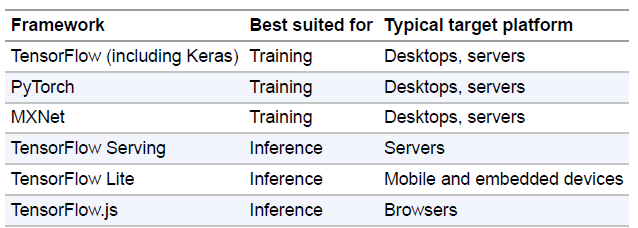 Framework Best suited for Typical target platform
TensorFlow (including Keras) Training Desktops, servers
PyTorch Training Desktops, servers
MXNet Training Desktops, servers
TensorFlow Serving Inference Servers
TensorFlow Lite Inference Mobile and embedded devices
TensorFlow.js Inference Browsers